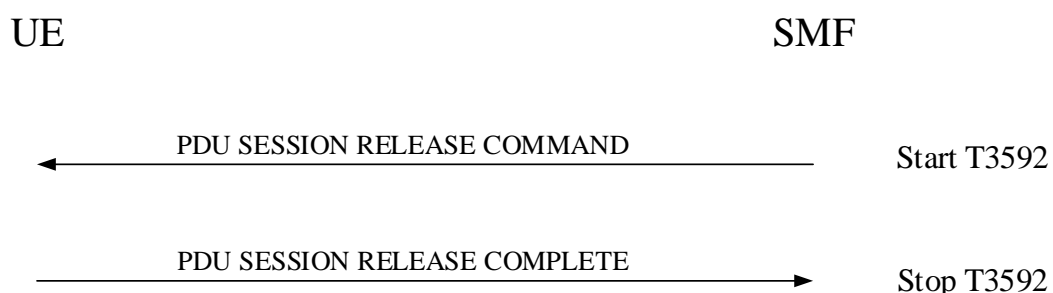 UE SMF
PDU SESSION RELEASE COMMAND Start T3592
PDU SESSION RELEASE COMPLETE Stop T3592